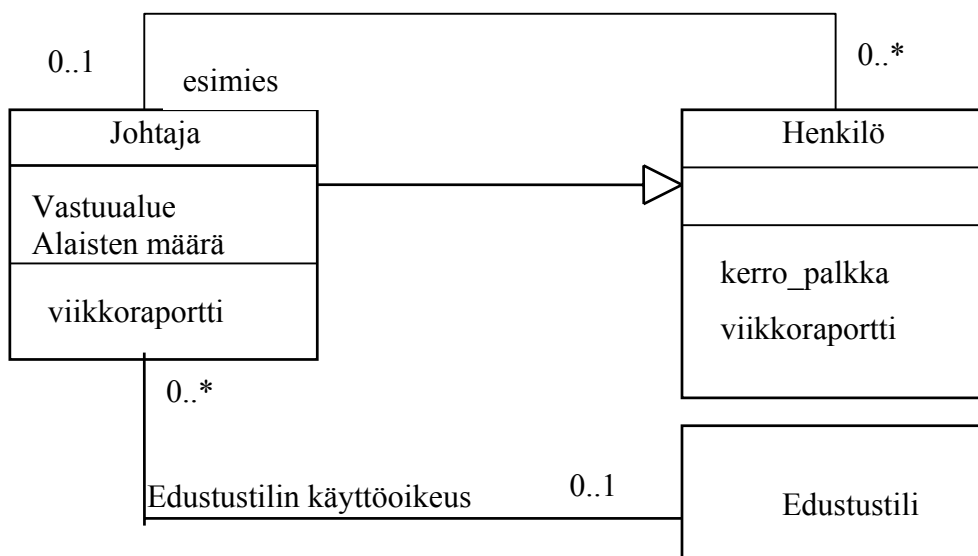 0..1
0..*
esimies
Johtaja
Henkilö
Vastuualue
Alaisten määrä
viikkoraportti
kerro_palkka
viikkoraportti
0..*
Edustustilin käyttöoikeus
0..1
Edustustili